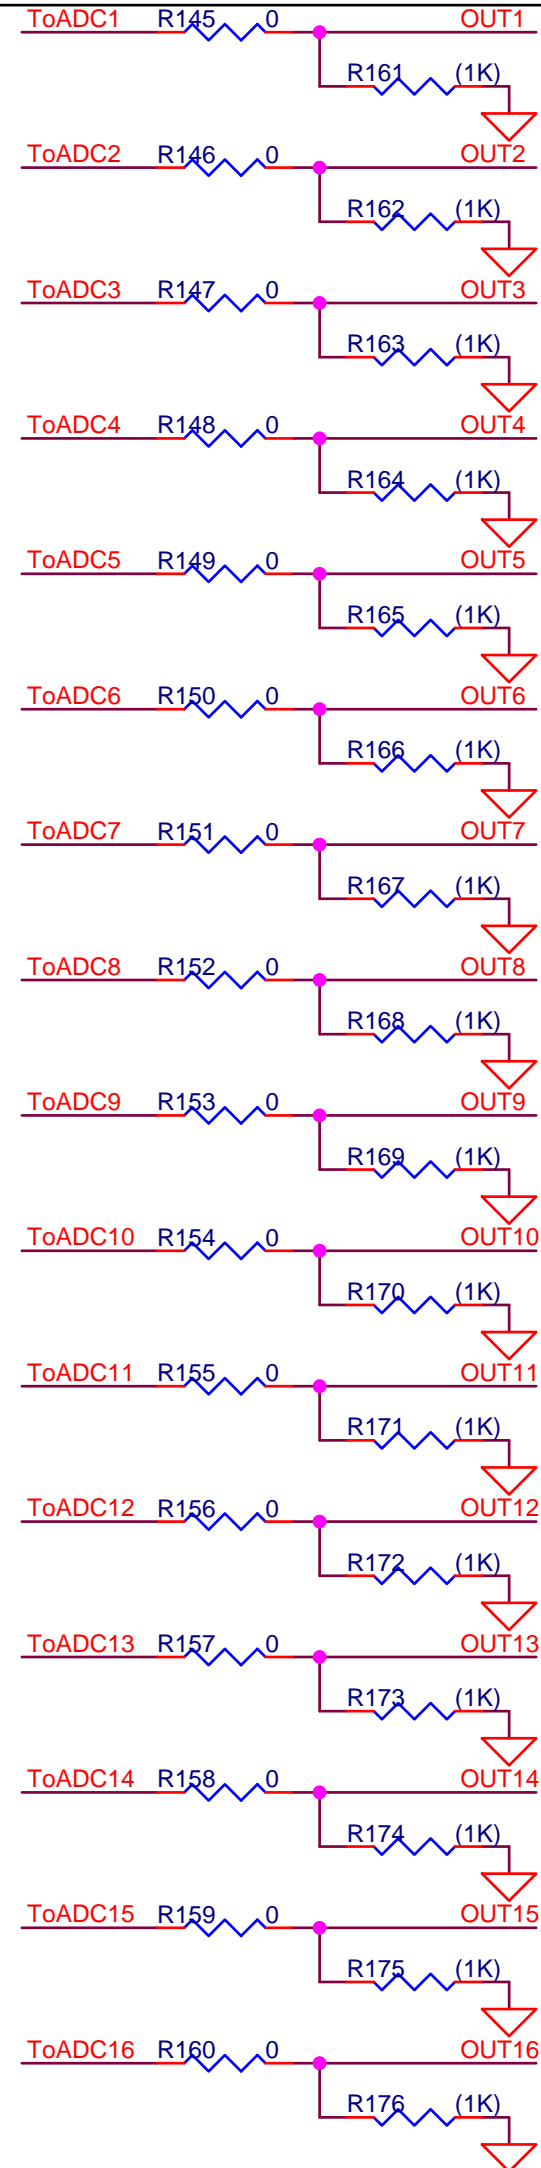 ToADC1 R145 0 OUT1
R161 (1K)
ToADC2 R146 0 OUT2
R162 (1K)
ToADC3 R147 0 OUT3
R163 (1K)
ToADC4 R148 0 OUT4
R164 (1K)
ToADC5 R149 0 OUT5
R165 (1K)
ToADC6 R150 0 OUT6
R166 (1K)
ToADC7 R151 0 OUT7
R167 (1K)
ToADC8 R152 0 OUT8
R168 (1K)
ToADC9 R153 0 OUT9
R169 (1K)
ToADC10 R154 0 OUT10
R170 (1K)
ToADC11 R155 0 OUT11
R171 (1K)
ToADC12 R156 0 OUT12
R172 (1K)
ToADC13 R157 0 OUT13
R173 (1K)
ToADC14 R158 0 OUT14
R174 (1K)
ToADC15 R159 0 OUT15
R175 (1K)
ToADC16 R160 0 OUT16
R176 (1K)